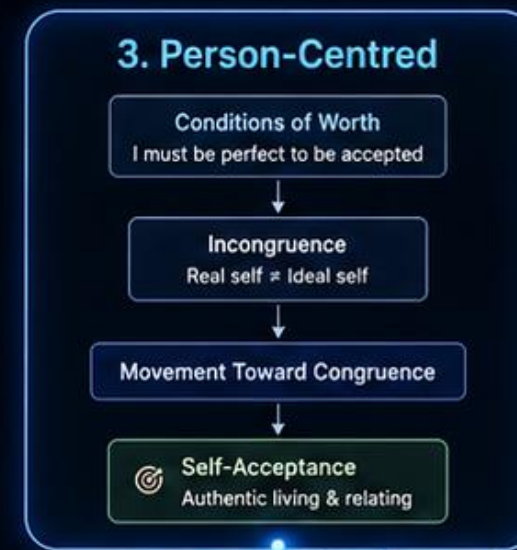 3. Person-Centred
Conditions of Worth
I must be perfect to be accepted
Incongruence
Real self ≠ Ideal self
Movement Toward Congruence
Self-Acceptance
Authentic living & relating